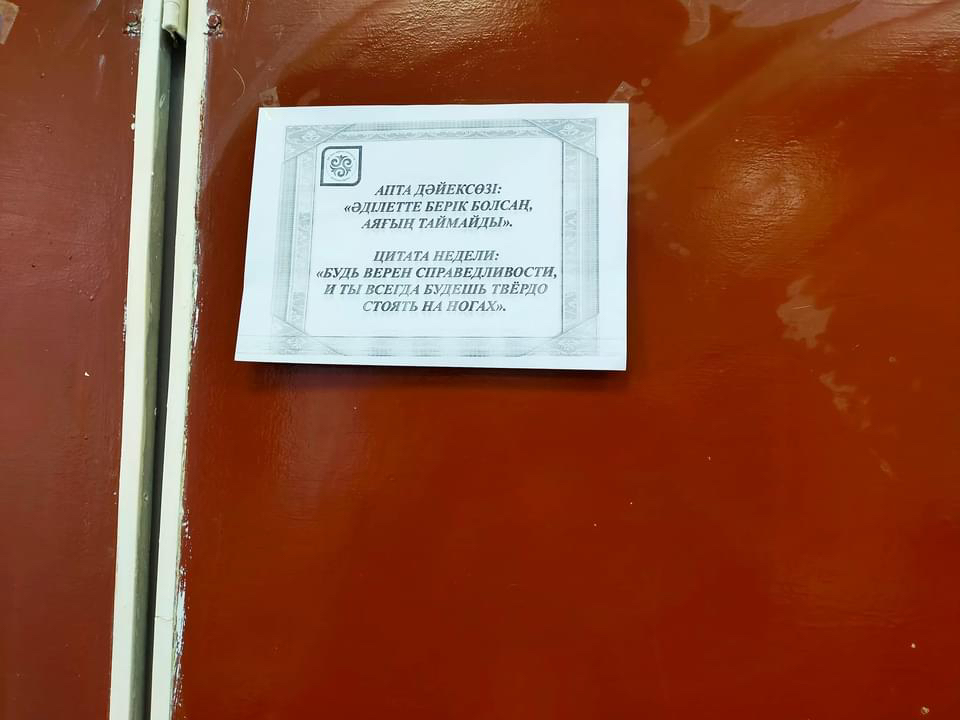 АПТА ДӘЙЕКСӨЗІ:
«ӘДІЛЕТТЕ БЕРІК БОЛСАҢ,
АЯҒЫҢ ТАЙМАЙДЫ».
ЦИТАТА НЕДЕЛИ:
«БУДЬ ВЕРЕН СПРАВЕДЛИВОСТИ,
И ТЫ ВСЕГДА БУДЕШЬ ТВЁРДО
СТОЯТЬ НА НОГАХ».